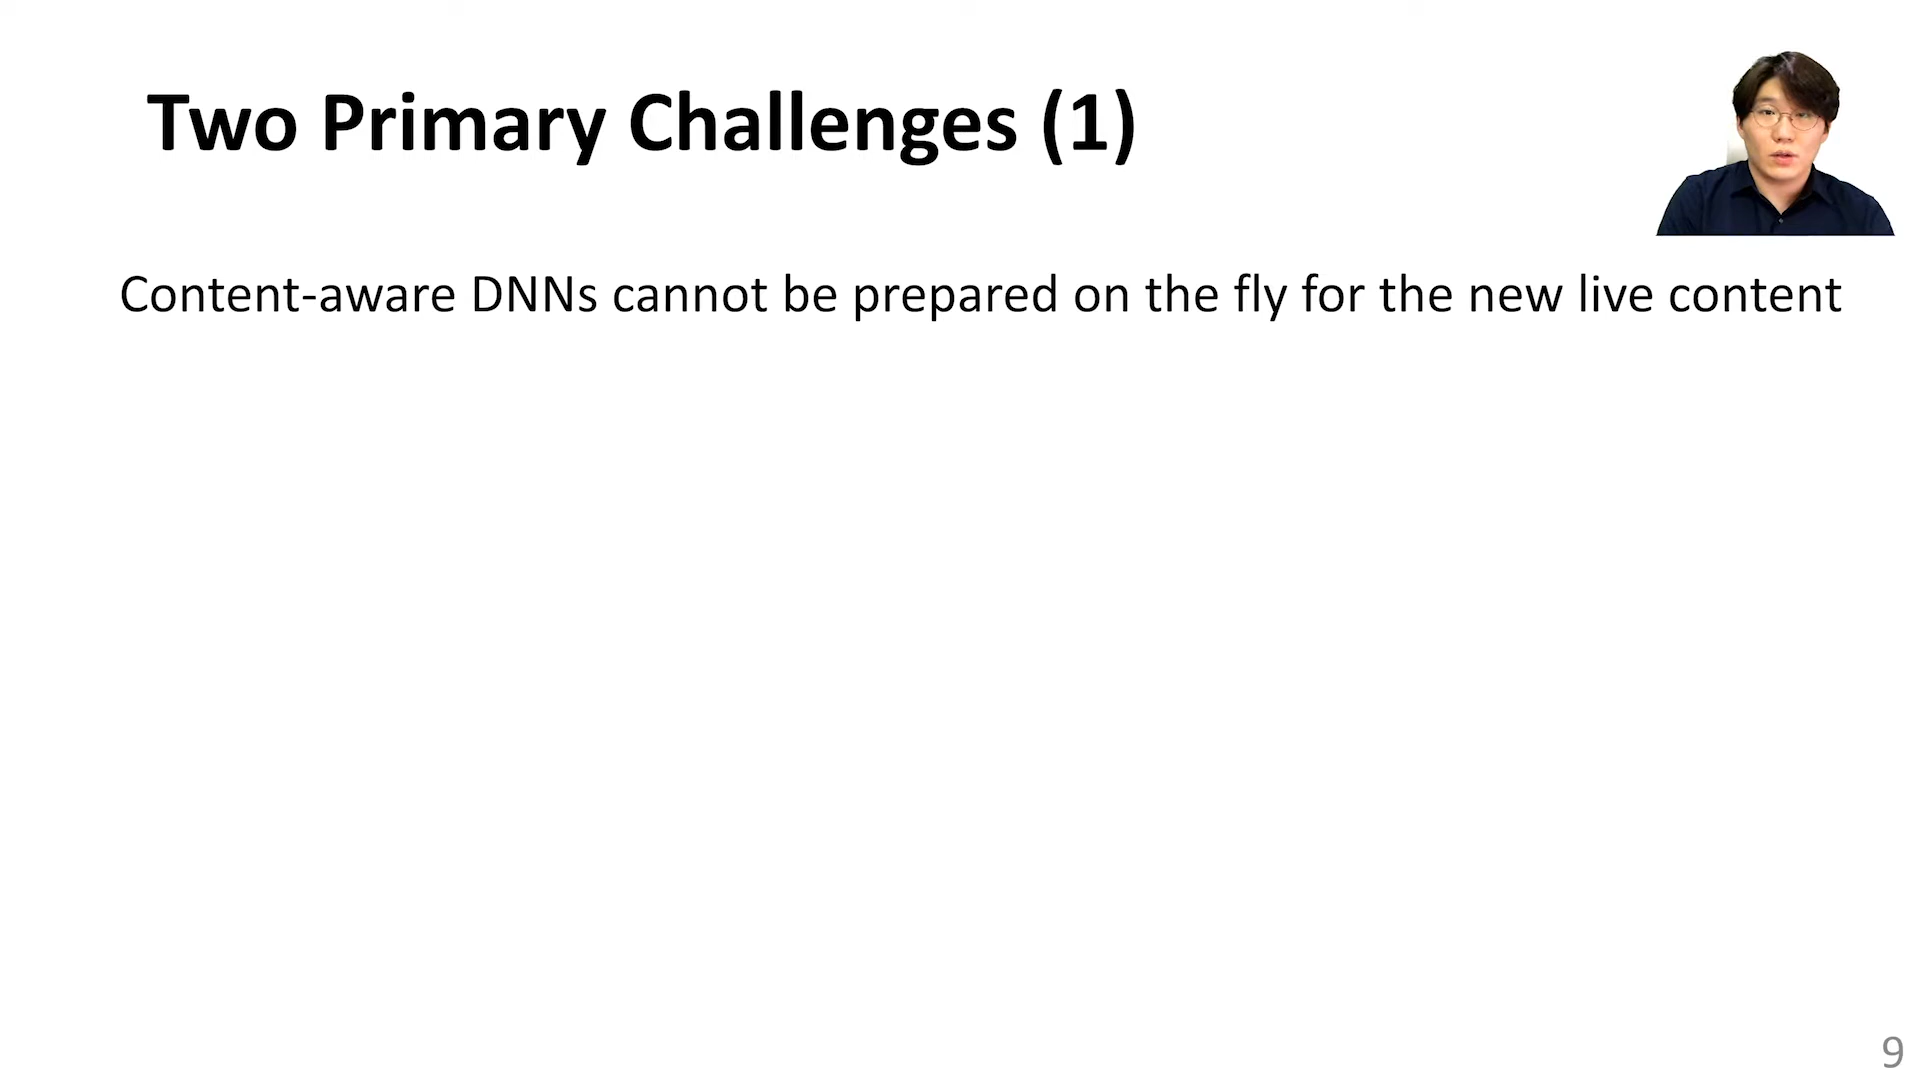 Two Primary Challenges (1)
Content-aware DNNs cannot be prepared on the fly for the new live content
9